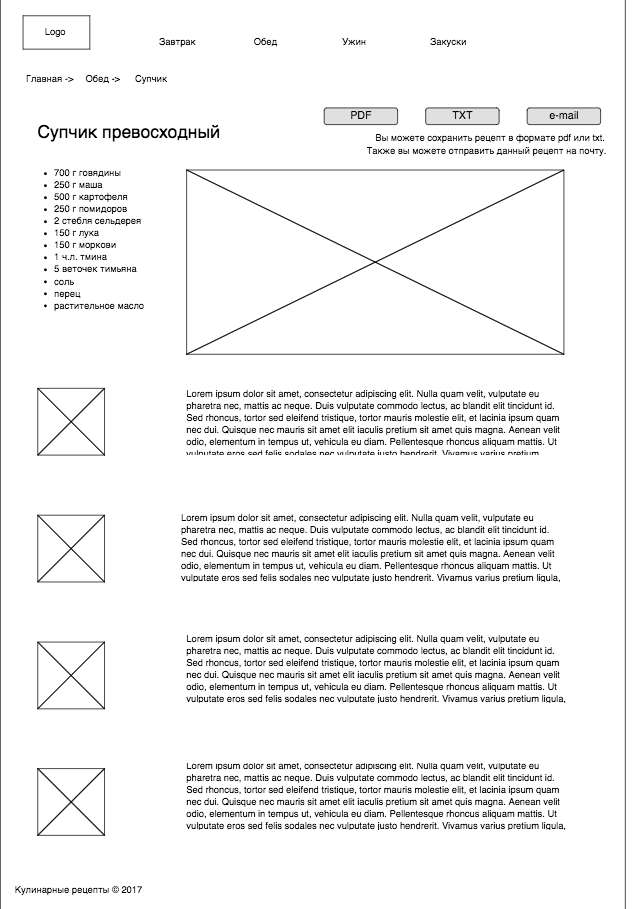 Logo
Завтрак
Обед
Ужин
Закуски
Главная -> Обед -> Супчик
PDF
TXT
e-mail
Супчик превосходный
Вы можете сохранить рецепт в формате pdf или txt.
Также вы можете отправить данный рецепт на почту.
700 г говядины
250 г маша
500 г картофеля
250 г помидоров
2 стебля сельдерея
150 г лука
150 г моркови
1 ч.л. тмина
5 веточек тимьяна
соль
перец
растительное масло
Lorem ipsum dolor sit amet, consectetur adipiscing elit. Nulla quam velit, vulputate eu
pharetra nec, mattis ac neque. Duis vulputate commodo lectus, ac blandit elit tincidunt id.
Sed rhoncus, tortor sed eleifend tristique, tortor mauris molestie elit, et lacinia ipsum quam
nec dui. Quisque nec mauris sit amet elit iaculis pretium sit amet quis magna. Aenean velit
odio, elementum in tempus ut, vehicula eu diam. Pellentesque rhoncus aliquam mattis. Ut
vulputate eros sed felis sodales nec vulputate justo hendrerit. Vivamus varius pretium
Lorem ipsum dolor sit amet, consectetur adipiscing elit. Nulla quam velit, vulputate eu
pharetra nec, mattis ac neque. Duis vulputate commodo lectus, ac blandit elit tincidunt id.
Sed rhoncus, tortor sed eleifend tristique, tortor mauris molestie elit, et lacinia ipsum quam
nec dui. Quisque nec mauris sit amet elit iaculis pretium sit amet quis magna. Aenean velit
odio, elementum in tempus ut, vehicula eu diam. Pellentesque rhoncus aliquam mattis. Ut
vulputate eros sed felis sodales nec vulputate justo hendrerit. Vivamus varius pretium ligula,
Lorem ipsum dolor sit amet, consectetur adipiscing elit. Nulla quam velit, vulputate eu
pharetra nec, mattis ac neque. Duis vulputate commodo lectus, ac blandit elit tincidunt id.
Sed rhoncus, tortor sed eleifend tristique, tortor mauris molestie elit, et lacinia ipsum quam
nec dui. Quisque nec mauris sit amet elit iaculis pretium sit amet quis magna. Aenean velit
odio, elementum in tempus ut, vehicula eu diam. Pellentesque rhoncus aliquam mattis. Ut
vulputate eros sed felis sodales nec vulputate justo hendrerit. Vivamus varius pretium ligula,
Lorem ipsum dolor sit amet, consectetur adipiscing elit. Nulla quam velit, vulputate eu
pharetra nec, mattis ac neque. Duis vulputate commodo lectus, ac blandit elit tincidunt id.
Sed rhoncus, tortor sed eleifend tristique, tortor mauris molestie elit, et lacinia ipsum quam
nec dui. Quisque nec mauris sit amet elit iaculis pretium sit amet quis magna. Aenean velit
odio, elementum in tempus ut, vehicula eu diam. Pellentesque rhoncus aliquam mattis. Ut
vulputate eros sed felis sodales nec vulputate justo hendrerit. Vivamus varius pretium ligula,
Кулинарные рецепты © 2017